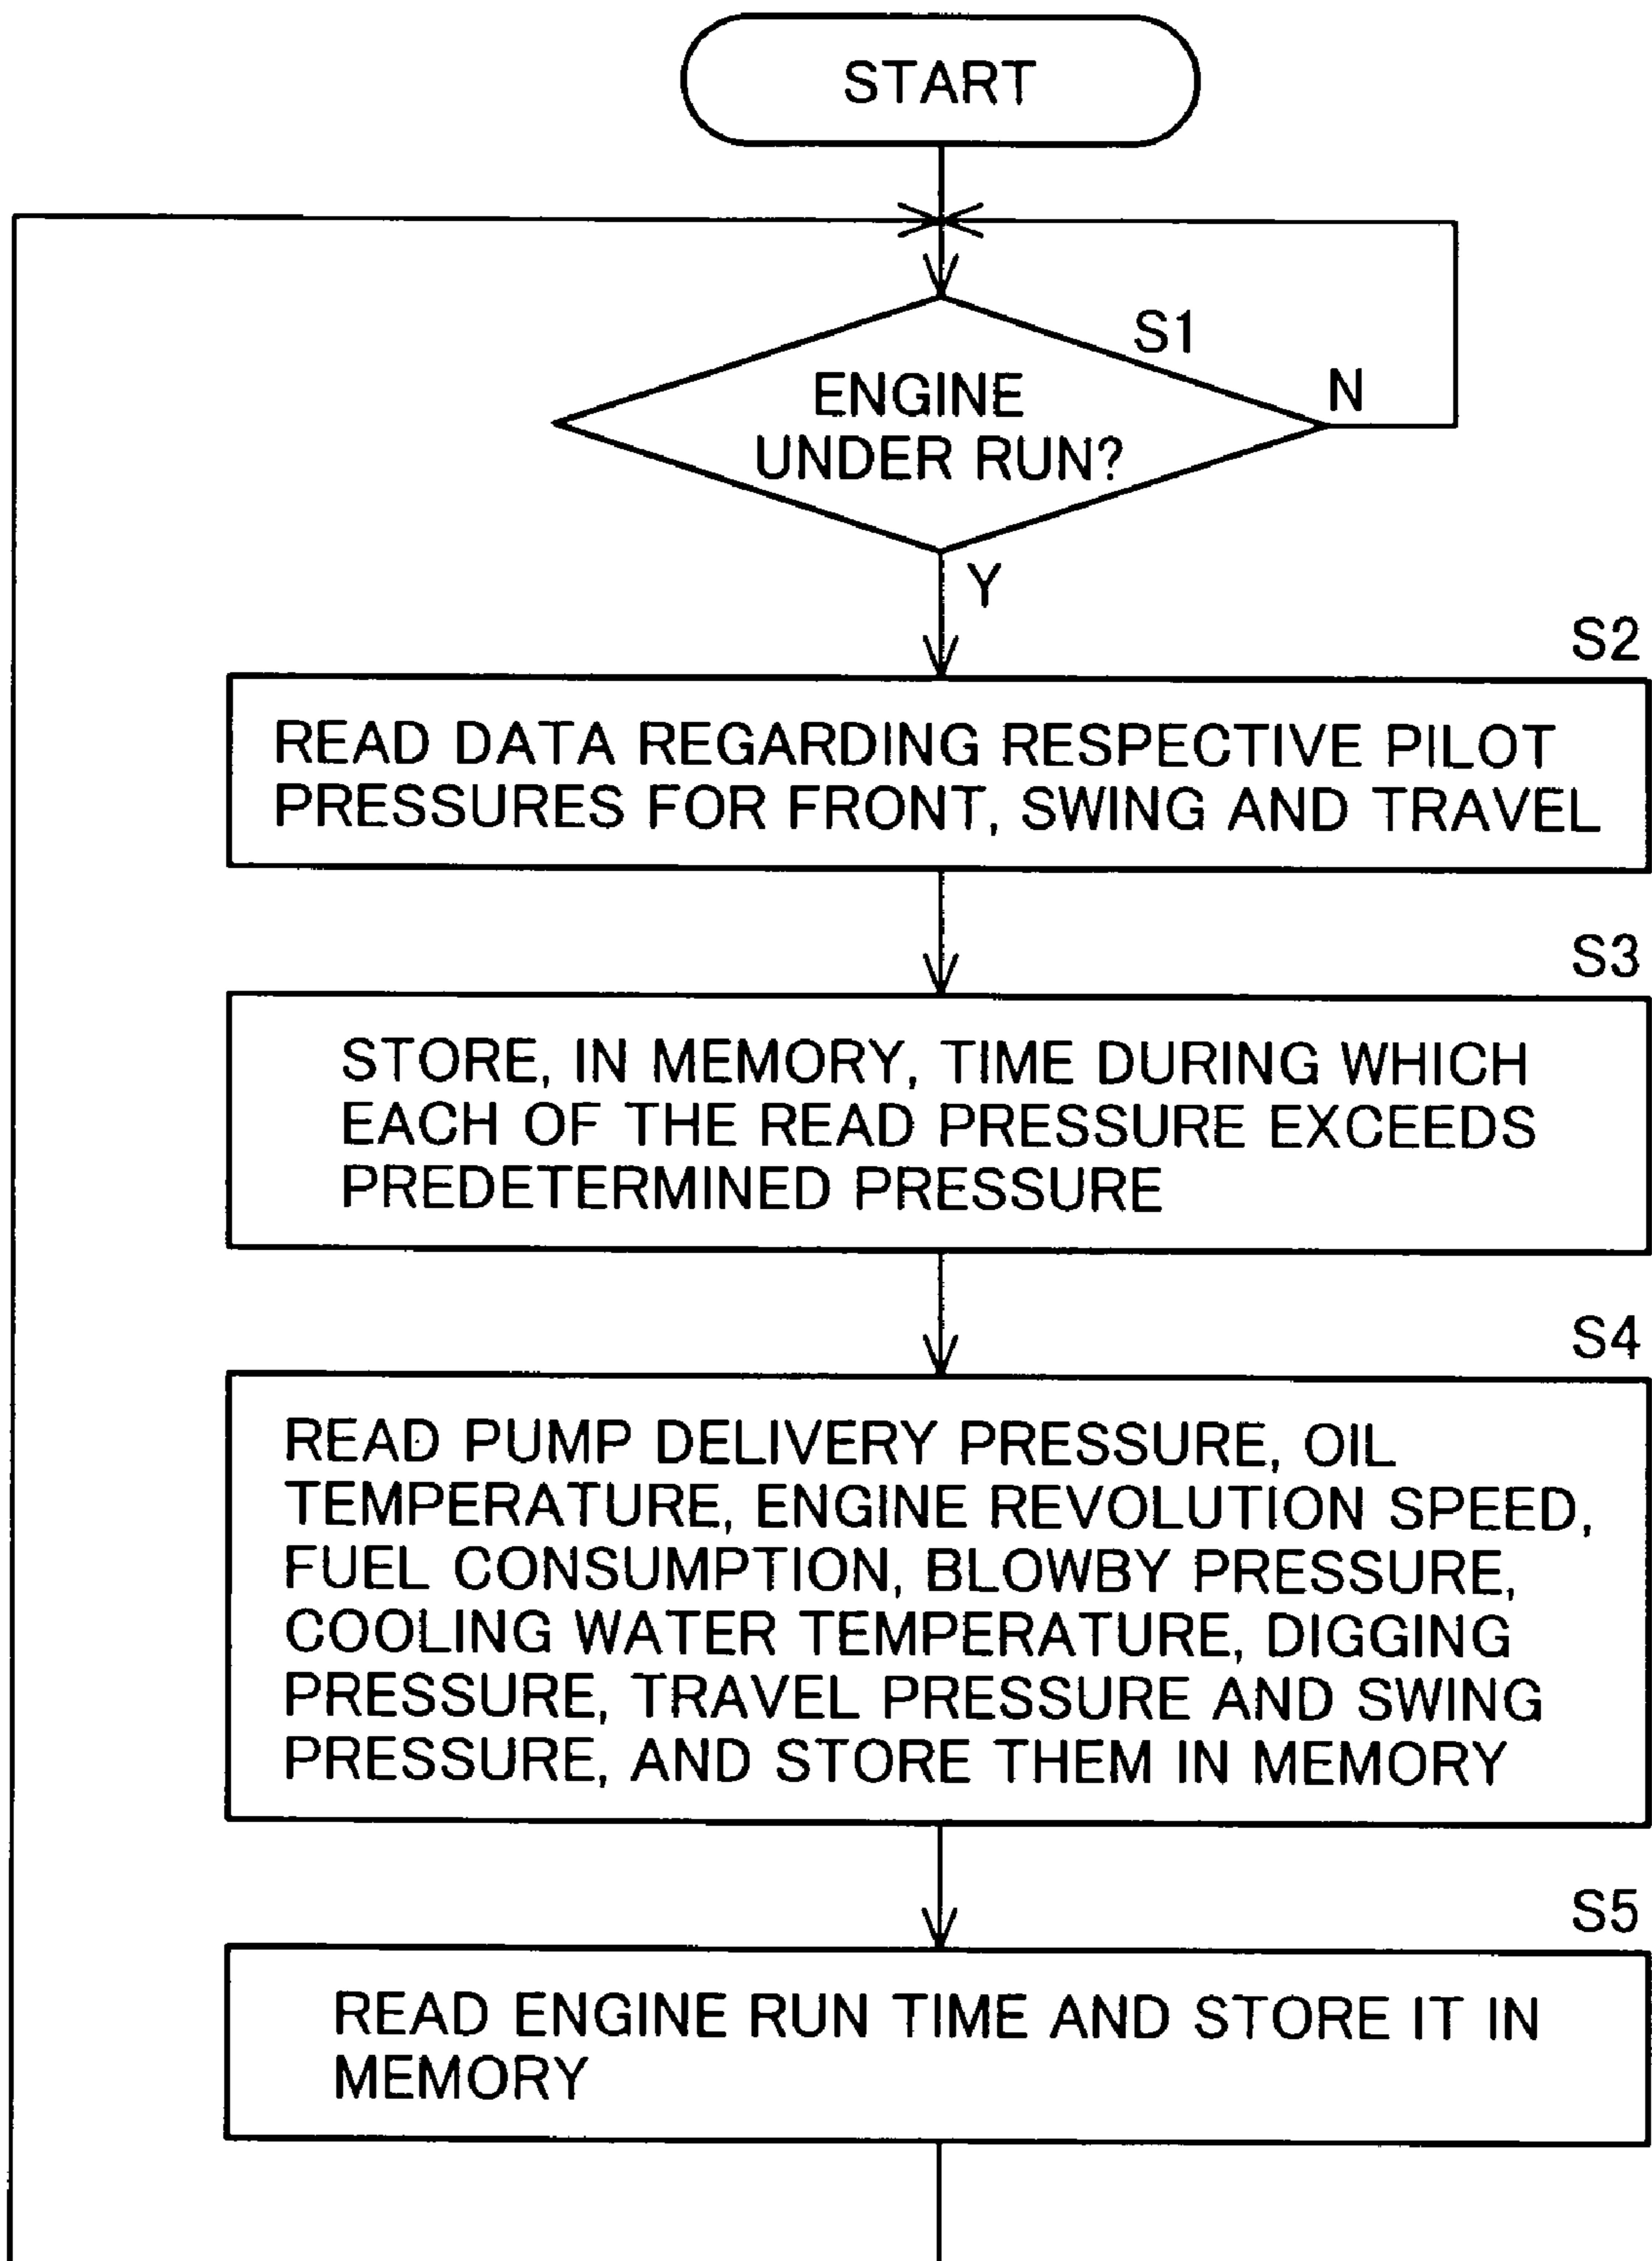 START
S1
ENGINE
UNDER RUN?
N
Y
S2
READ DATA REGARDING RESPECTIVE PILOT
PRESSURES FOR FRONT, SWING AND TRAVEL
S3
STORE, IN MEMORY, TIME DURING WHICH
EACH OF THE READ PRESSURE EXCEEDS
PREDETERMINED PRESSURE
S4
READ PUMP DELIVERY PRESSURE, OIL
TEMPERATURE, ENGINE REVOLUTION SPEED,
FUEL CONSUMPTION, BLOWBY PRESSURE,
COOLING WATER TEMPERATURE, DIGGING
PRESSURE, TRAVEL PRESSURE AND SWING
PRESSURE, AND STORE THEM IN MEMORY
S5
READ ENGINE RUN TIME AND STORE IT IN
MEMORY